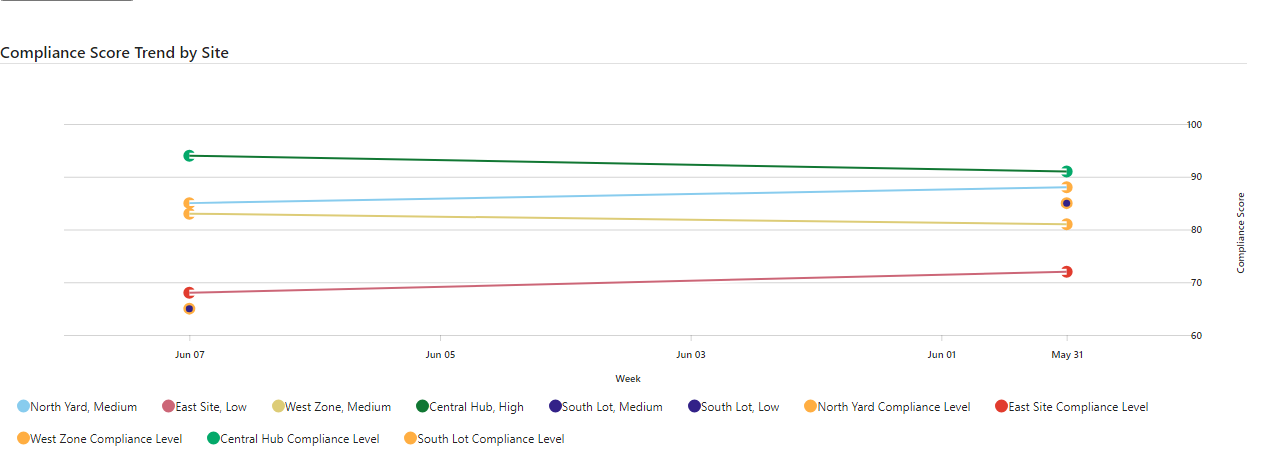 Compliance Score Trend by Site
100
90
80
70
60
Compliance Score
Jun 07 Jun 05 Jun 03 Jun 01 May 31
Week
North Yard, Medium East Site, Low West Zone, Medium Central Hub, High South Lot, Medium South Lot, Low North Yard Compliance Level East Site Compliance Level
West Zone Compliance Level Central Hub Compliance Level South Lot Compliance Level